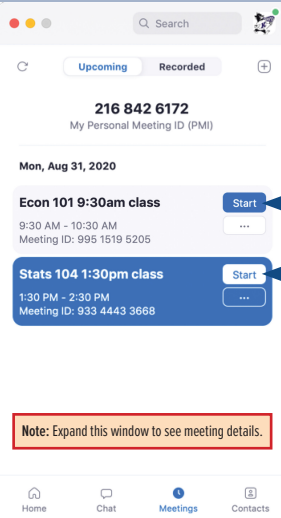 Search
Upcoming Recorded
216 842 6172
My Personal Meeting ID (PMI)
Mon, Aug 31, 2020
Econ 101 9:30am class Start
9:30 AM - 10:30 AM ...
Meeting ID: 995 1519 5205
Stats 104 1:30pm class Start
1:30 PM - 2:30 PM ...
Meeting ID: 933 4443 3668
Note: Expand this window to see meeting details.
Home Chat Meetings Contacts